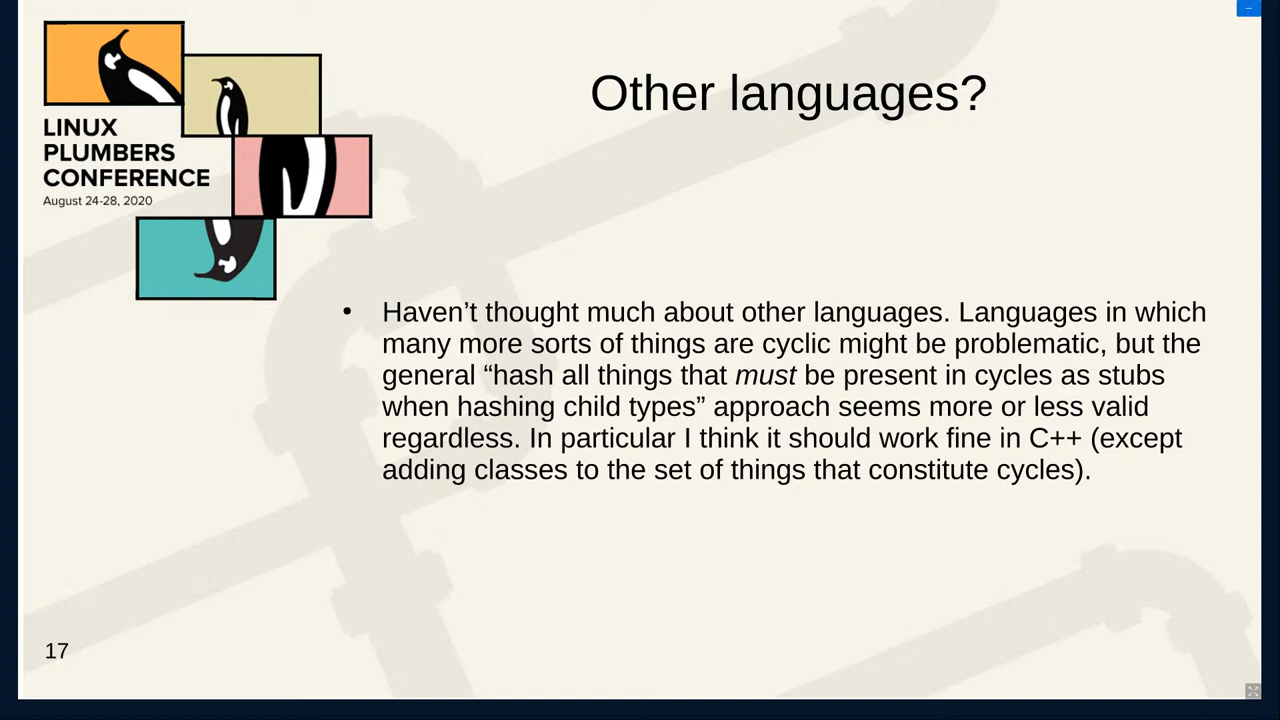 Other languages?
LINUX
PLUMBERS
CONFERENCE
August 24-28, 2020
• Haven’t thought much about other languages. Languages in which
many more sorts of things are cyclic might be problematic, but the
general “hash all things that must be present in cycles as stubs
when hashing child types” approach seems more or less valid
regardless. In particular I think it should work fine in C++ (except
adding classes to the set of things that constitute cycles).
17